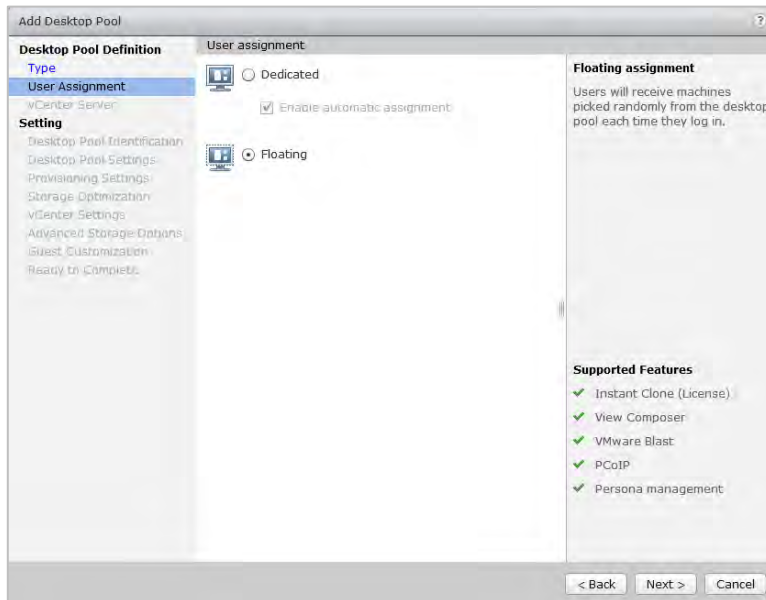 Add Desktop Pool
?
Desktop Pool Definition
Type
User Assignment
vCenter Server
Setting
Desktop Pool Identification
Desktop Pool Settings
Provisioning Settings
Storage Optimization
vCenter Settings
Advanced Storage Options
Guest Customization
Ready to Complete
User assignment
Dedicated
Enable automatic assignment
Floating
Floating assignment
Users will receive machines
picked randomly from the desktop
pool each time they log in.
Supported Features
Instant Clone (License)
View Composer
VMware Blast
PCoIP
Persona management
< Back
Next >
Cancel